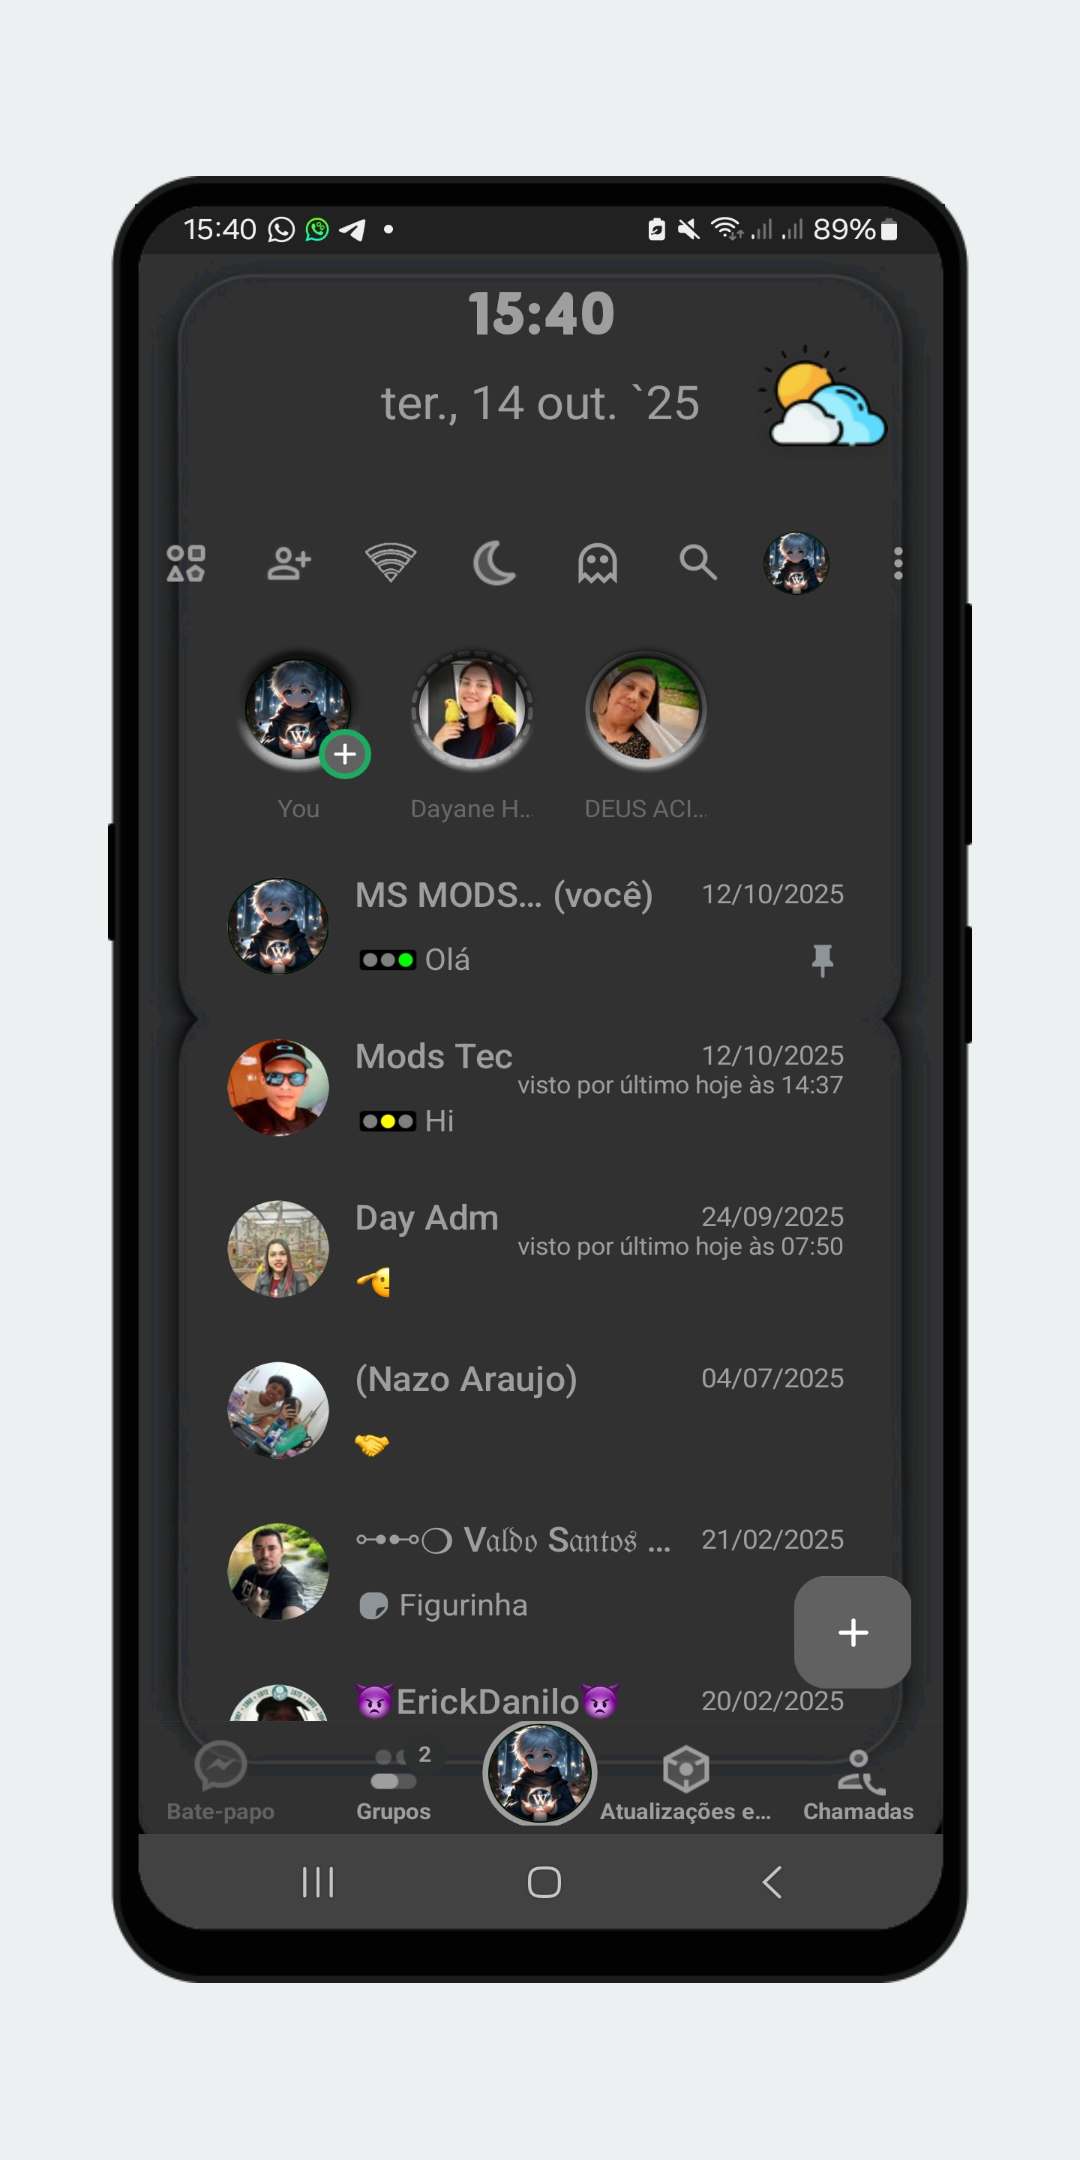 15:40
89%
15:40
ter., 14 out. `25
You
Dayane H..
DEUS ACI...
MS MODS... (você)
12/10/2025
Olá
Mods Tec
12/10/2025
visto por último hoje às 14:37
Hi
Day Adm
24/09/2025
visto por último hoje às 07:50
(Nazo Araujo)
04/07/2025
⊶⊷❍ V𝔞𝔩𝔡𝔬 S𝔞𝔫𝔱𝔬𝔰 ...
21/02/2025
Figurinha
😈ErickDanilo😈
20/02/2025
2
Bate-papo
Grupos
Atualizações e...
Chamadas